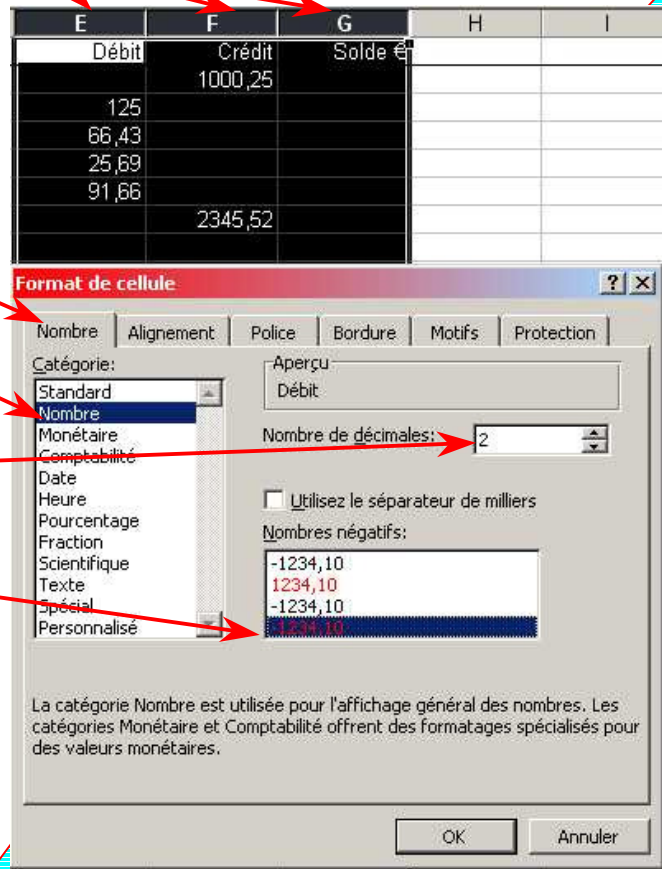 E F G H I
Débit Crédit Solde €
1000,25
125
66,43
25,69
91,66
2345,52
Format de cellule
Nombre Alignement Police Bordure Motifs Protection
Catégorie:
Standard
Nombre
Monétaire
Comptabilité
Date
Heure
Pourcentage
Fraction
Scientifique
Texte
Spécial
Personnalisé
Aperçu
Débit
Nombre de décimales: 2
Utilisez le séparateur de milliers
Nombres négatifs:
-1234,10
1234,10
-1234,10
-1234,10
La catégorie Nombre est utilisée pour l'affichage général des nombres. Les
catégories Monétaire et Comptabilité offrent des formatages spécialisés pour
des valeurs monétaires.
OK Annuler